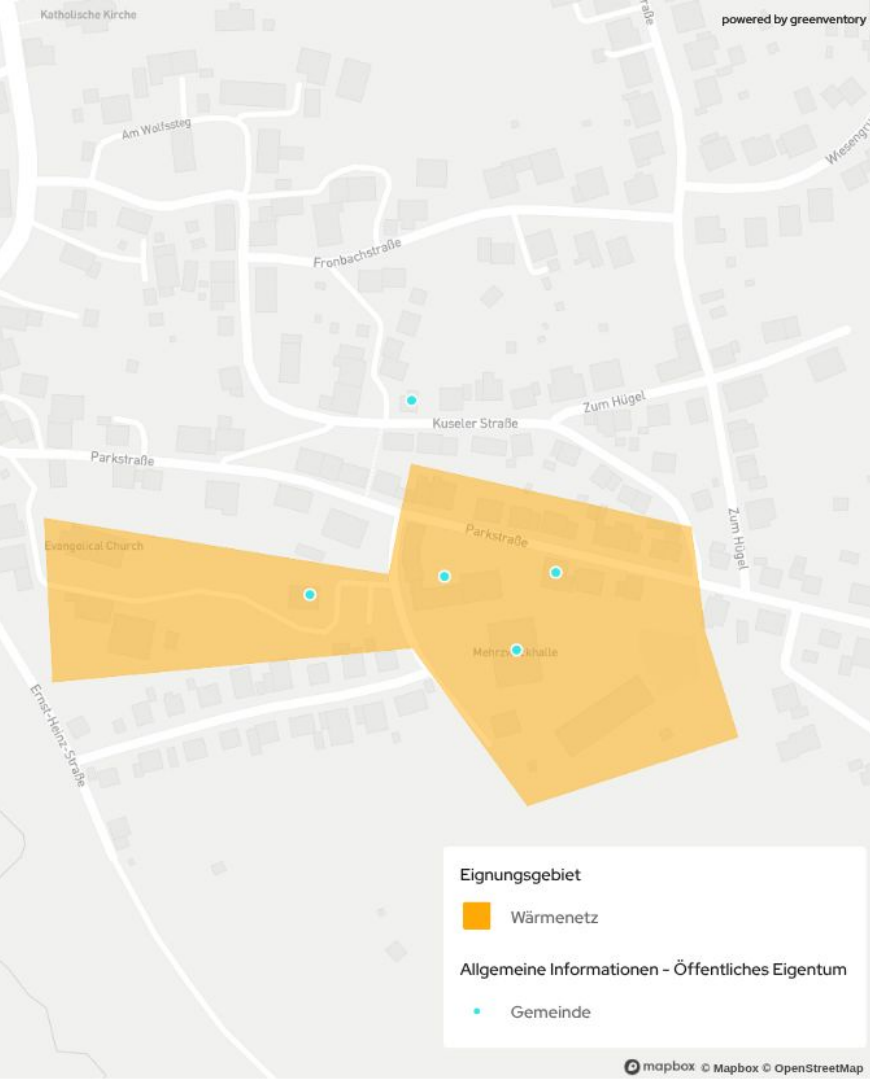 Katholische Kirche
powered by greenventory
Am Wolfssteg
Fronbachstraße
Zum Hügel
Kuseler Straße
Parkstraße
Parkstraße
Zum Hügel
Evangelical Church
Ernst-Heinz-Straße
Eignungsgebiet
Wärmenetz
Allgemeine Informationen - Öffentliches Eigentum
Gemeinde
mapbox © Mapbox © OpenStreetMap